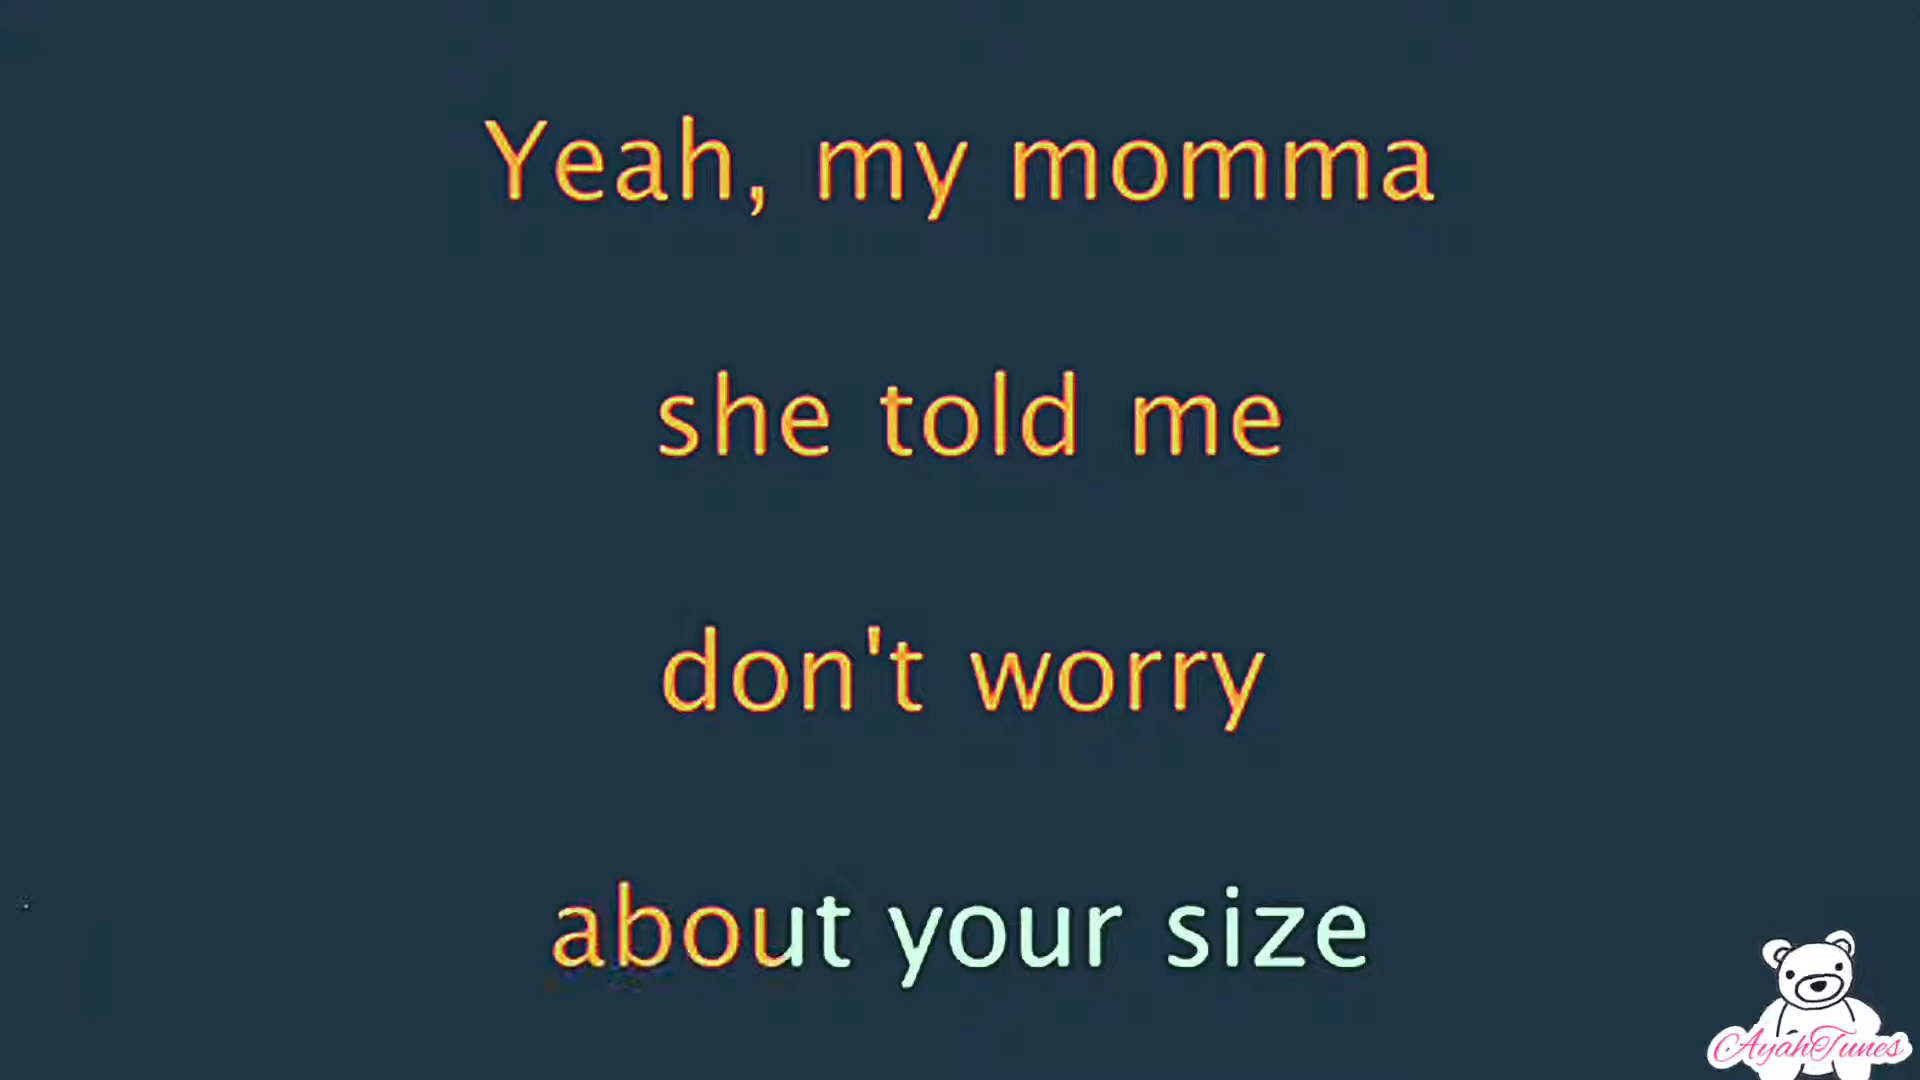 Yeah, my momma
she told me
don't worry
about your size
AyahTunes